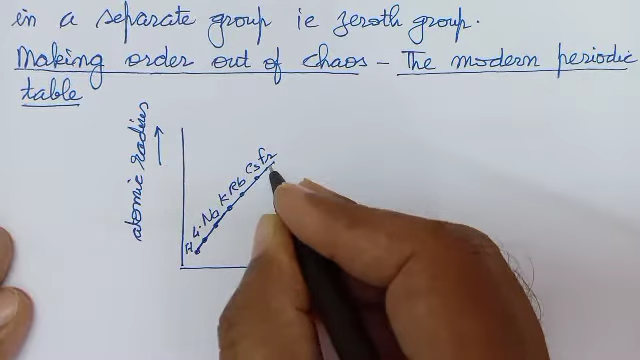 in a separate group ie zeroth group.
Making order out of chaos - The modern periodic
table
atomic radius
H Li Na K Rb Cs Fr